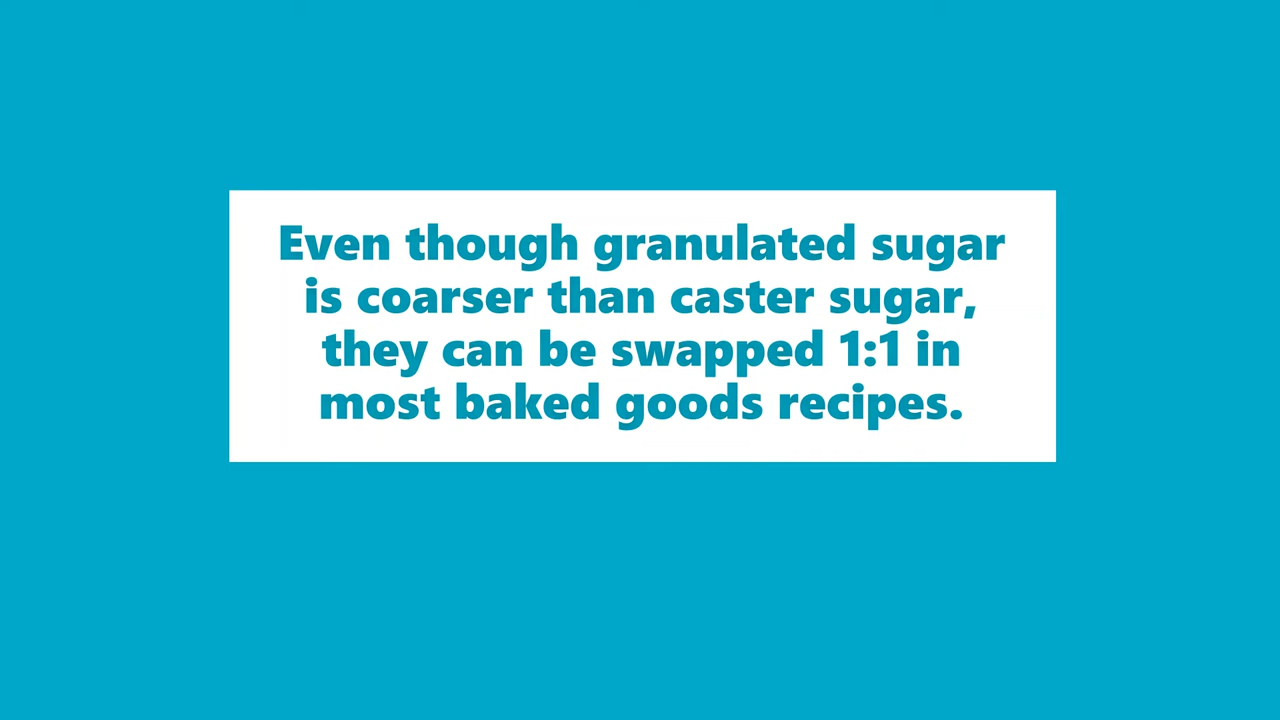 Even though granulated sugar
is coarser than caster sugar,
they can be swapped 1:1 in
most baked goods recipes.